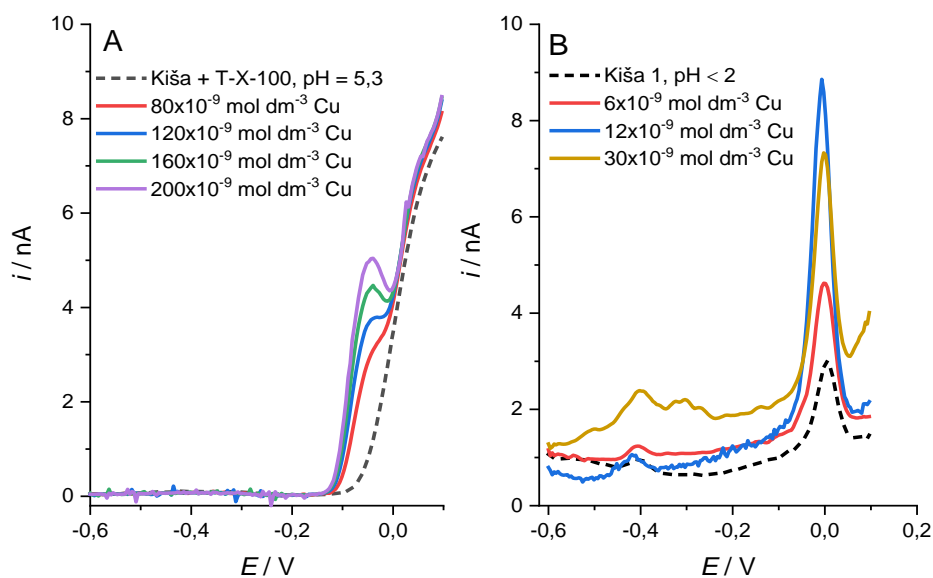 A
Kiša + T-X-100, pH = 5,3
80x10⁻⁹ mol dm⁻³ Cu
120x10⁻⁹ mol dm⁻³ Cu
160x10⁻⁹ mol dm⁻³ Cu
200x10⁻⁹ mol dm⁻³ Cu
10
8
6
4
2
0
i / nA
-0,6
-0,4
-0,2
0,0
E / V
B
Kiša 1, pH < 2
6x10⁻⁹ mol dm⁻³ Cu
12x10⁻⁹ mol dm⁻³ Cu
30x10⁻⁹ mol dm⁻³ Cu
10
8
6
4
2
0
i / nA
-0,6
-0,4
-0,2
0,0
0,2
E / V